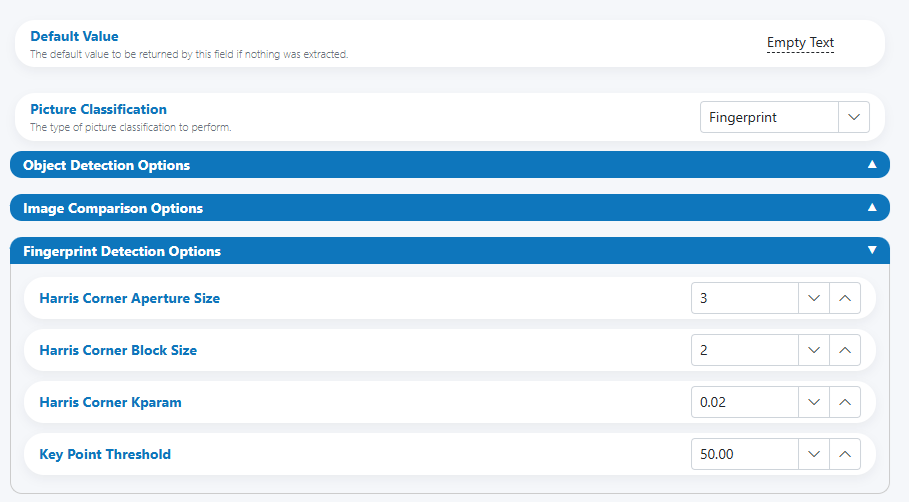 Default Value
Empty Text
The default value to be returned by this field if nothing was extracted.
Picture Classification
The type of picture classification to perform.
Fingerprint
Object Detection Options
Image Comparison Options
Fingerprint Detection Options
Harris Corner Aperture Size
3
Harris Corner Block Size
2
Harris Corner Kparam
0.02
Key Point Threshold
50.00